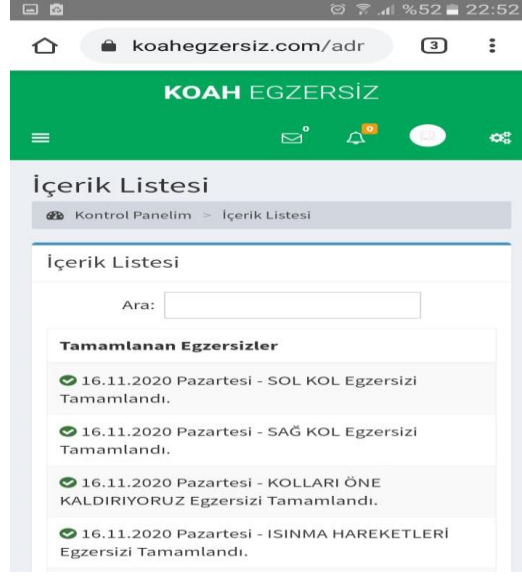 %52 22:52
koahegzersiz.com/adr 3
KOAH EGZERSİZ
0 0
İçerik Listesi
Kontrol Panelim > İçerik Listesi
İçerik Listesi
Ara:
Tamamlanan Egzersizler
16.11.2020 Pazartesi - SOL KOL Egzersizi
Tamamlandı.
16.11.2020 Pazartesi - SAĞ KOL Egzersizi
Tamamlandı.
16.11.2020 Pazartesi - KOLLARI ÖNE
KALDIRIYORUZ Egzersizi Tamamlandı.
16.11.2020 Pazartesi - ISINMA HAREKETLERİ
Egzersizi Tamamlandı.